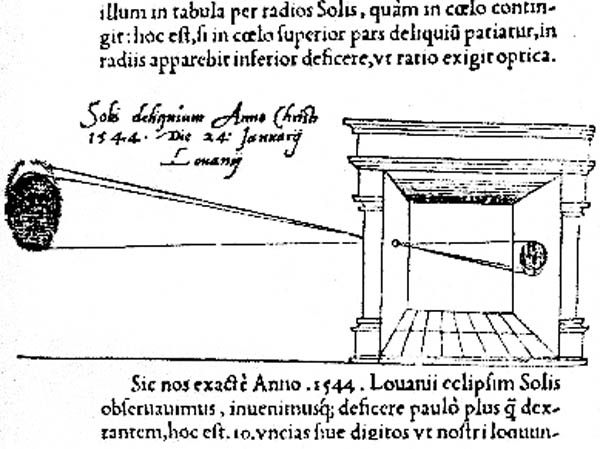 illum in tabula per radios Solis, quàm in cœlo contin-
git: hoc est, si in cœlo superior pars deliquiũ patiatur, in
radiis apparebit inferior deficere, vt ratio exigit optica.
Solis deliquium Anno Christi
1544. Die 24: Januarij
Louanij
Sic nos exactè Anno .1544. Louanii eclipsim Solis
obseruauimus, inuenimusq; deficere paulò plus q̃ dex-
tantem, hoc est. 10. vncias siue digitos vt nostri loquun-